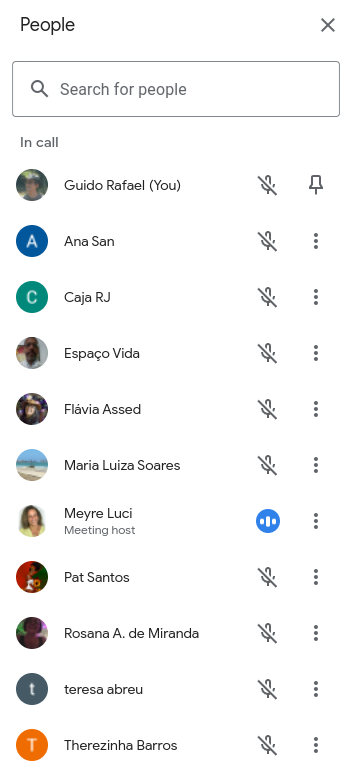 People
Search for people
In call
Guido Rafael (You)
A Ana San
C Caja RJ
Espaço Vida
Flávia Assed
Maria Luiza Soares
Meyre Luci
Meeting host
Pat Santos
Rosana A. de Miranda
t teresa abreu
T Therezinha Barros